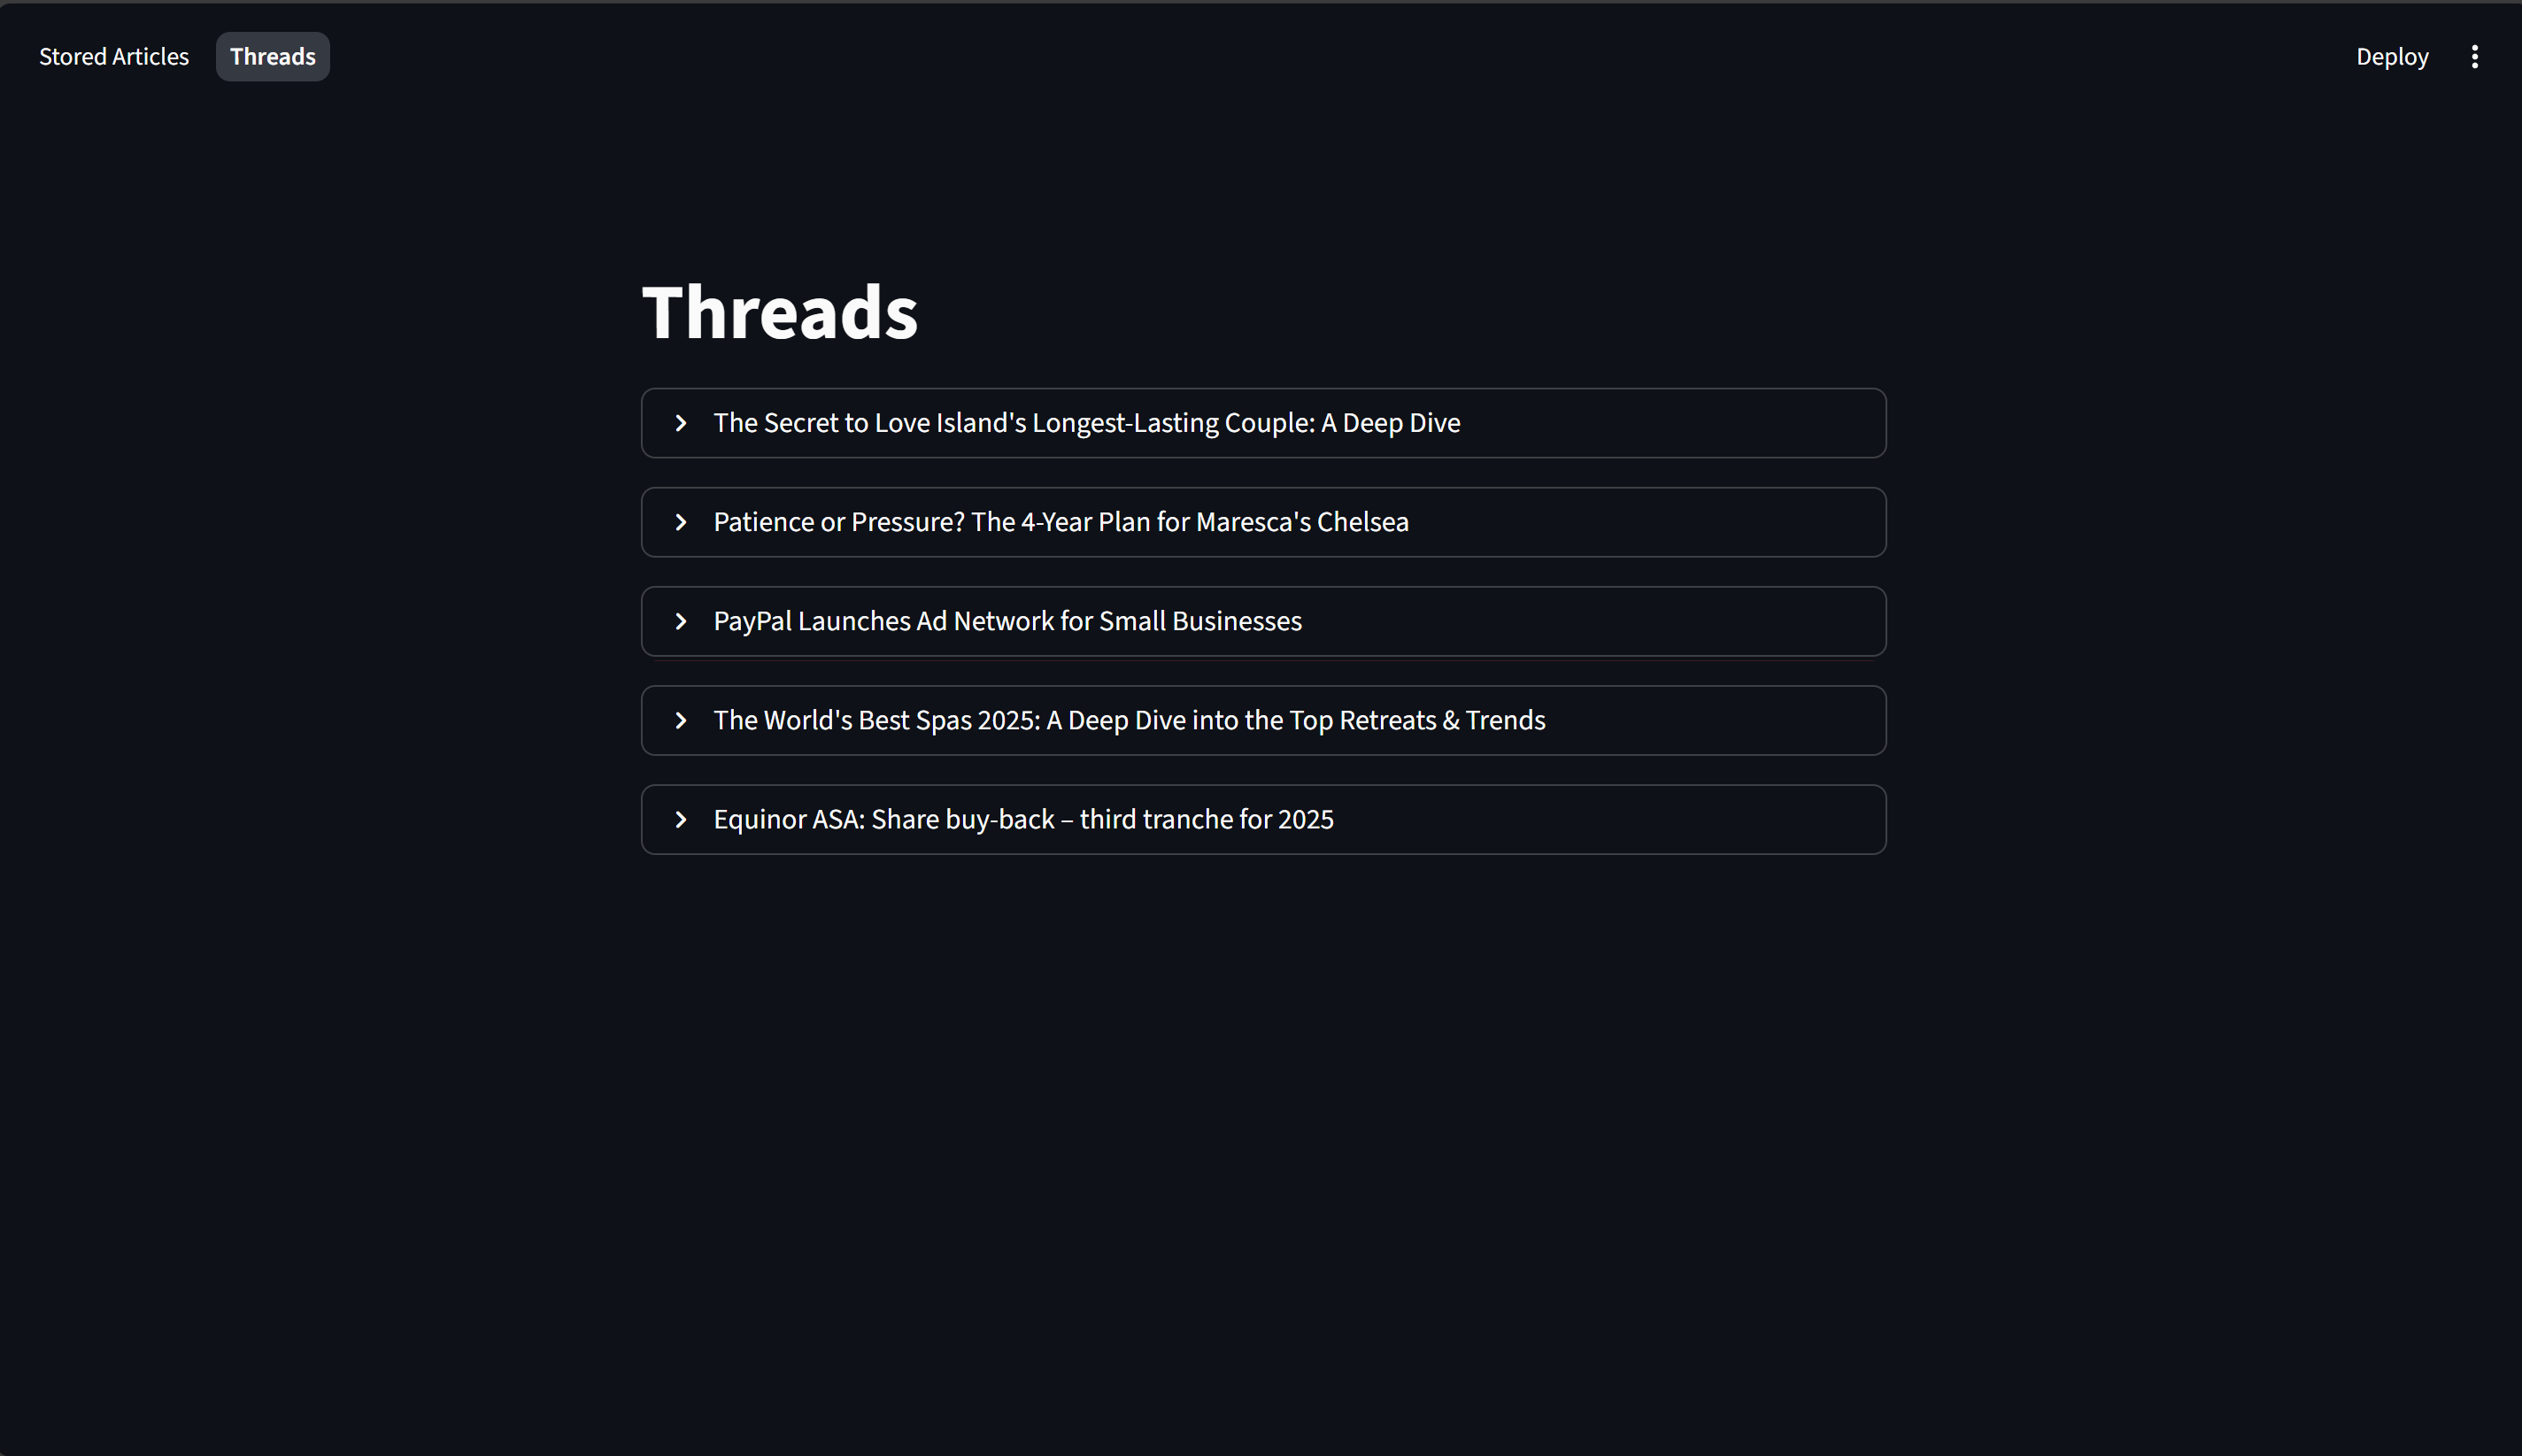 Stored Articles
Threads
Deploy
Threads
The Secret to Love Island's Longest-Lasting Couple: A Deep Dive
Patience or Pressure? The 4-Year Plan for Maresca's Chelsea
PayPal Launches Ad Network for Small Businesses
The World's Best Spas 2025: A Deep Dive into the Top Retreats & Trends
Equinor ASA: Share buy-back – third tranche for 2025